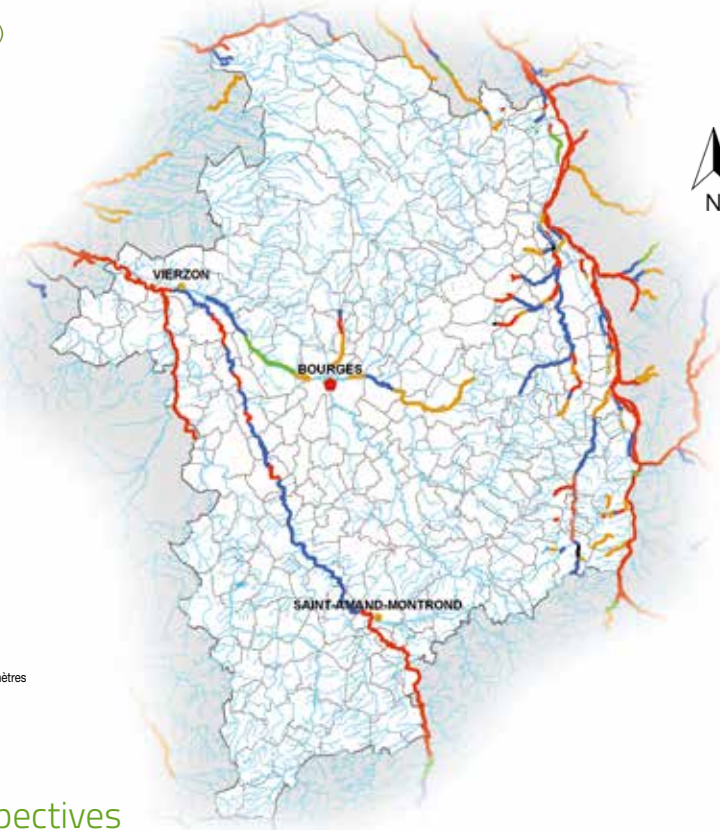 )
N
VIERZON
BOURGES
SAINT-AMAND-MONTROND
ètres
pectives